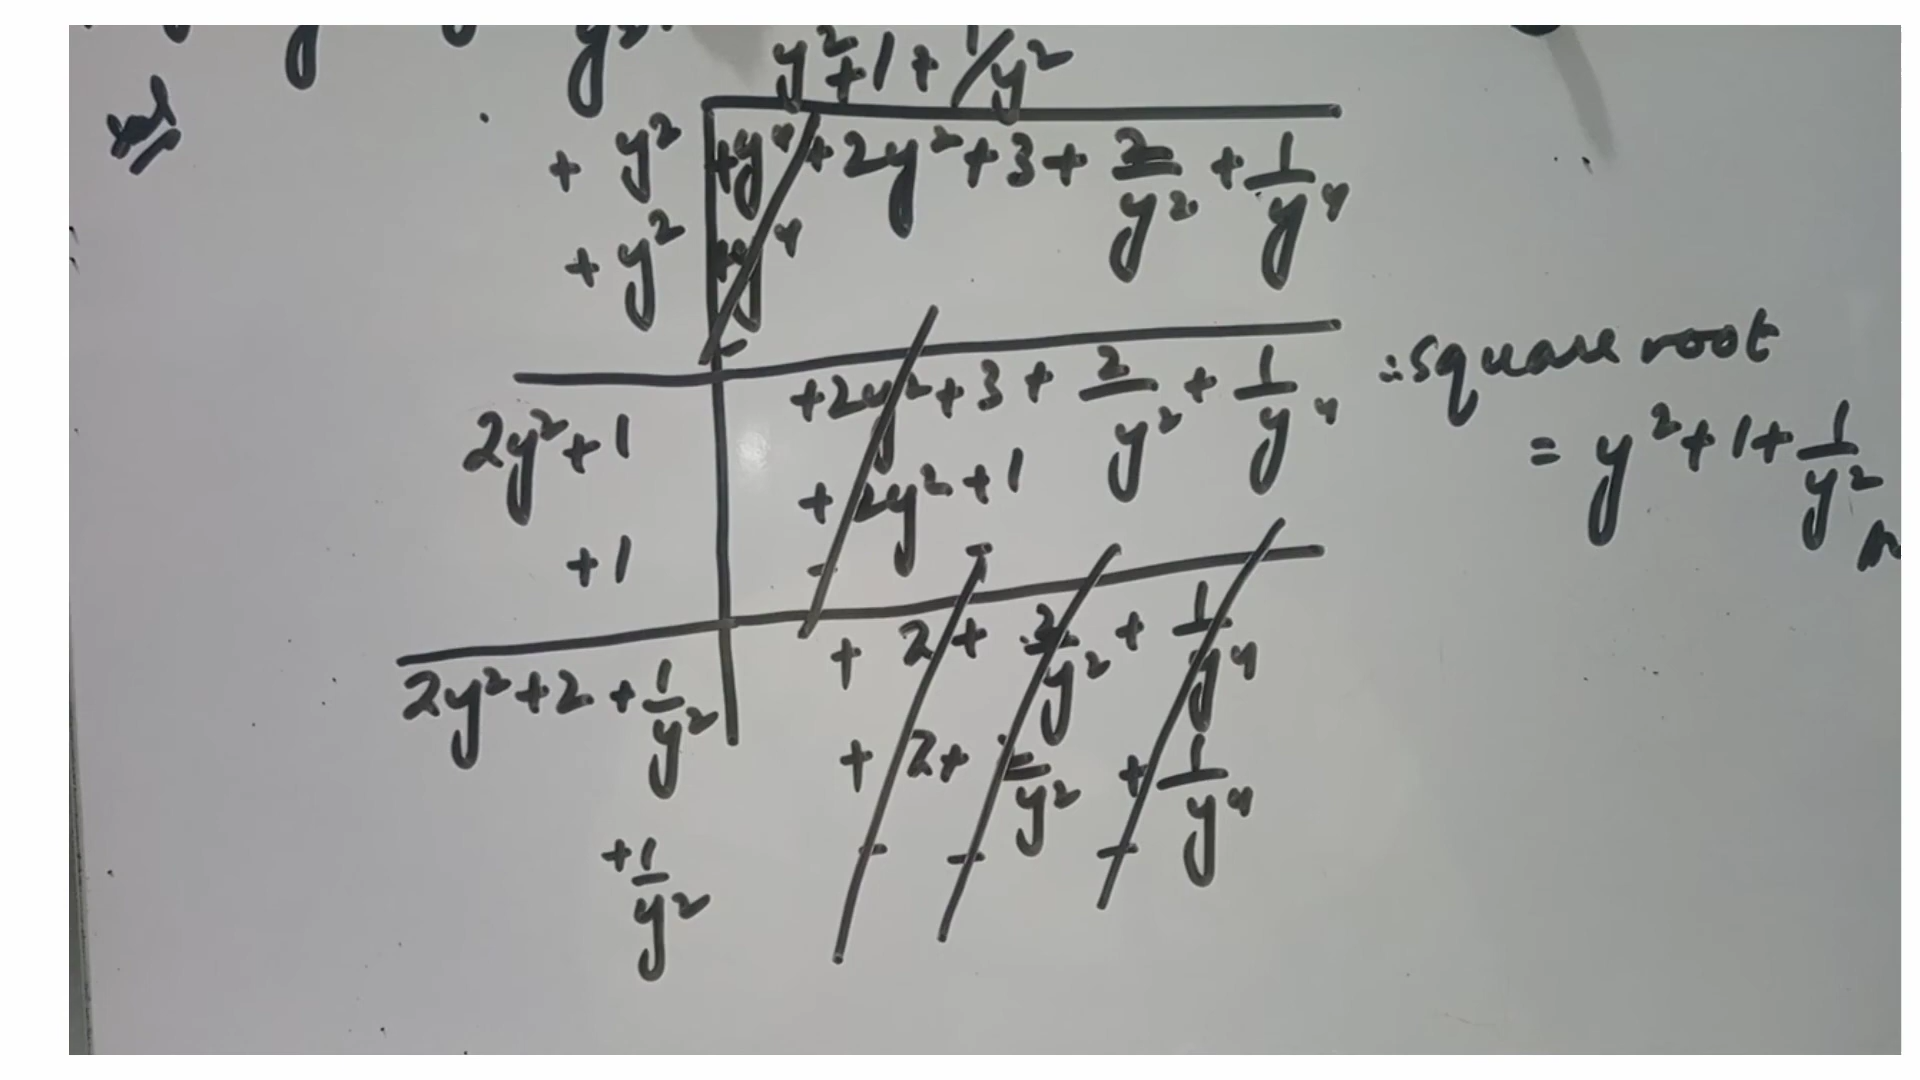 y²+1+1/y²
+ y² +y⁴+2y²+3+2/y²+1/y⁴
+ y² +y⁴
-
2y²+1 +2y²+3+2/y²+1/y⁴
+1 +2y²+1
- -
2y²+2+1/y² + 2+2/y²+1/y⁴
+1/y² + 2+2/y²+1/y⁴
- - -
∴ square root
= y²+1+1/y²